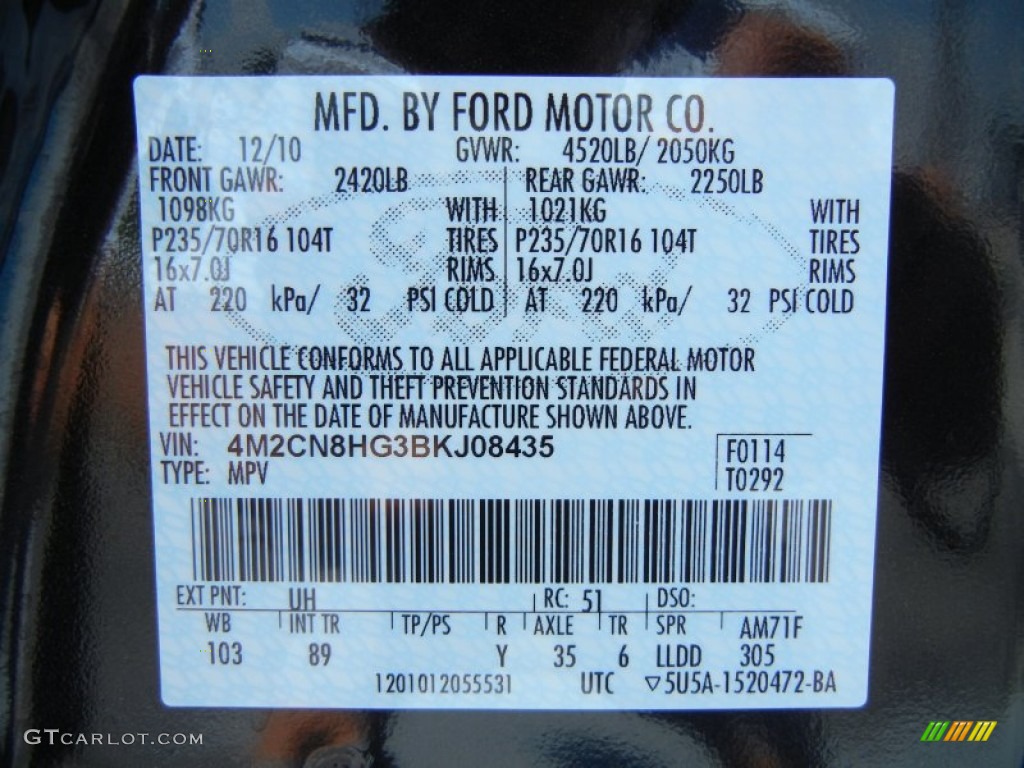 MFD. BY FORD MOTOR CO.
DATE: 12/10 GVWR: 4520LB/ 2050KG
FRONT GAWR: 2420LB REAR GAWR: 2250LB
1098KG WITH 1021KG WITH
P235/70R16 104T TIRES P235/70R16 104T TIRES
16x7.0J RIMS 16x7.0J RIMS
AT 220 kPa/ 32 PSI COLD AT 220 kPa/ 32 PSI COLD
THIS VEHICLE CONFORMS TO ALL APPLICABLE FEDERAL MOTOR
VEHICLE SAFETY AND THEFT PREVENTION STANDARDS IN
EFFECT ON THE DATE OF MANUFACTURE SHOWN ABOVE.
VIN: 4M2CN8HG3BKJ08435 F0114
TYPE: MPV T0292
EXT PNT: UH RC: 51 DSO:
WB INT TR TP/PS R AXLE TR SPR AM71F
103 89 Y 35 6 LLDD 305
1201012055531 UTC ▽5U5A-1520472-BA
GTCARLOT.COM